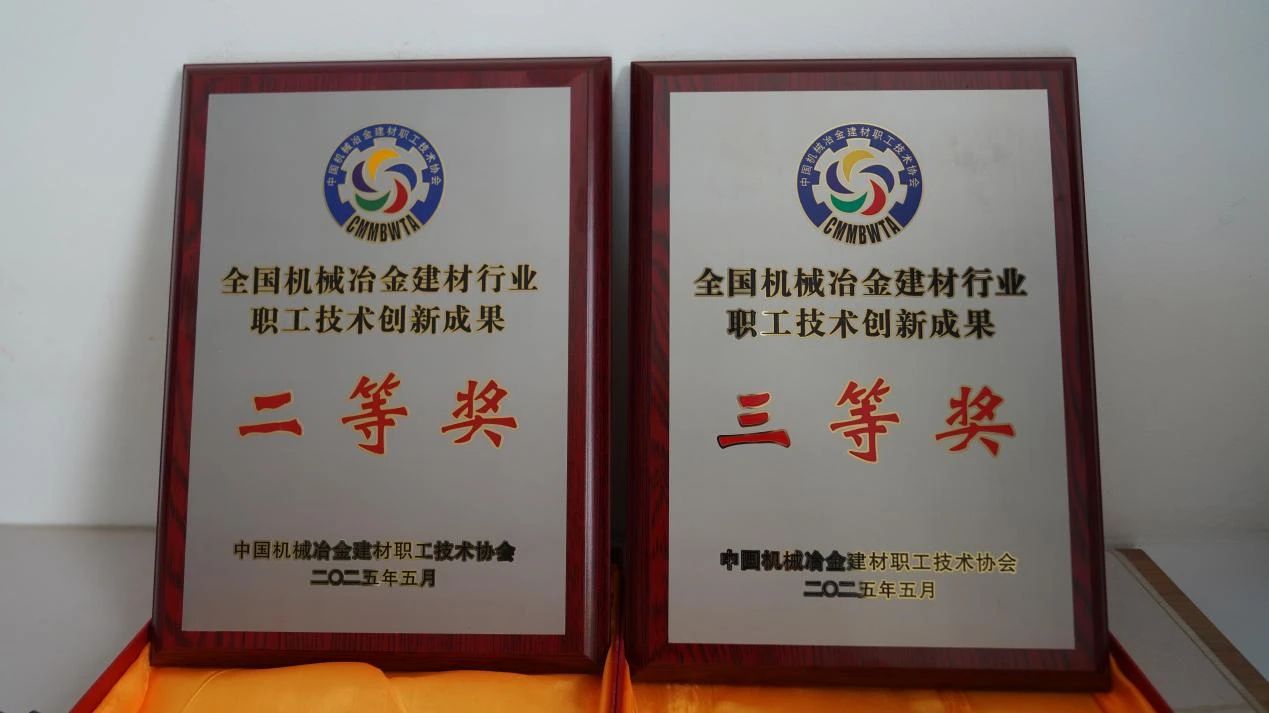 中国机械冶金建材职工技术协会
CMMBWTA
全国机械冶金建材行业
职工技术创新成果
二等奖
中国机械冶金建材职工技术协会
二〇二五年五月
中国机械冶金建材职工技术协会
CMMBWTA
全国机械冶金建材行业
职工技术创新成果
三等奖
中国机械冶金建材职工技术协会
二〇二五年五月